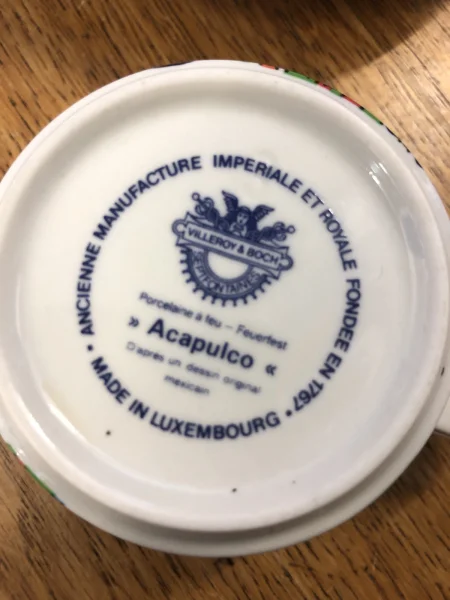 ANCIENNE MANUFACTURE IMPERIALE ET ROYALE FONDEE EN 1767
VILLEROY & BOCH
SEPTFONTAINES
Porcelaine à feu – Feuerfest
» Acapulco «
D'après un dessin original
mexicain
• MADE IN LUXEMBOURG •